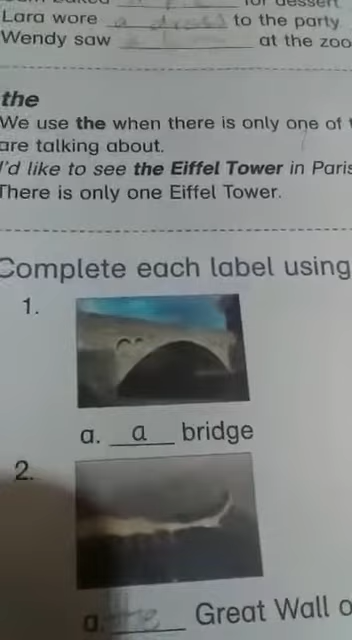 for dessert
Lara wore a dress to the party
Wendy saw at the zoo
the
We use the when there is only one of
are talking about.
I'd like to see the Eiffel Tower in Paris
There is only one Eiffel Tower.
Complete each label using
1.
a. a bridge
2.
a. the Great Wall o